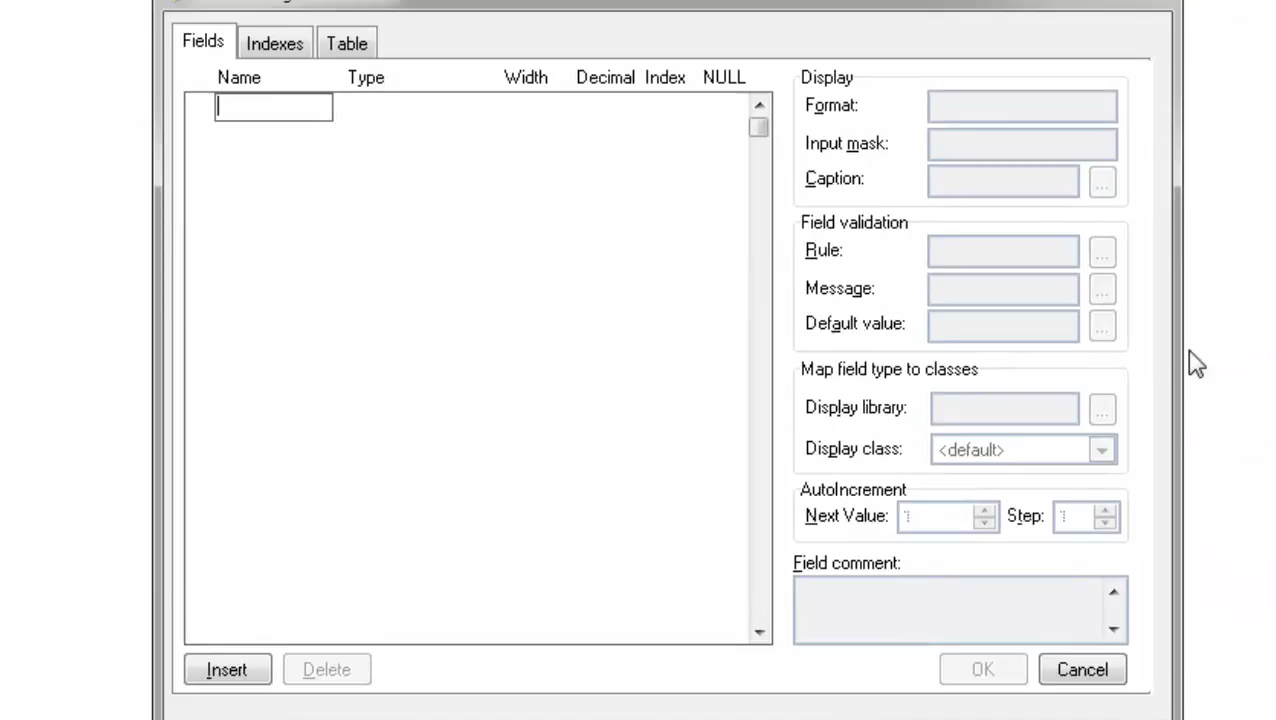 Fields Indexes Table
Name Type Width Decimal Index NULL
Display
Format:
Input mask:
Caption: ...
Field validation
Rule: ...
Message: ...
Default value: ...
Map field type to classes
Display library: ...
Display class: <default>
AutoIncrement
Next Value: 1 Step: 1
Field comment:
Insert Delete OK Cancel